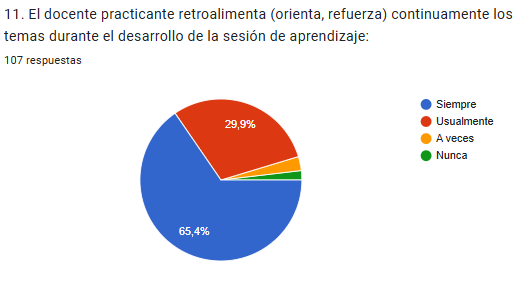 11. El docente practicante retroalimenta (orienta, refuerza) continuamente los
temas durante el desarrollo de la sesión de aprendizaje:
107 respuestas
Siempre
Usualmente
A veces
Nunca
29,9%
65,4%